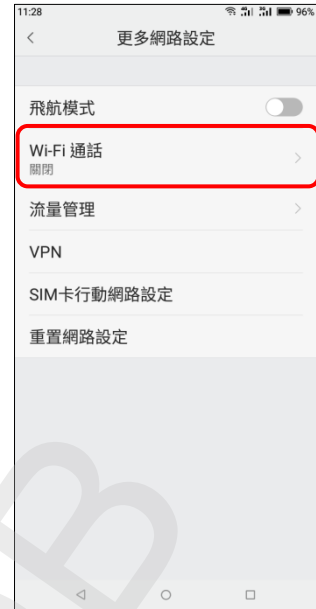 11:28
96%
更多網路設定
飛航模式
Wi-Fi 通話
關閉
流量管理
VPN
SIM卡行動網路設定
重置網路設定